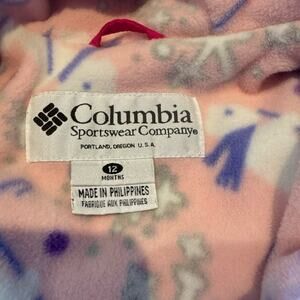 Columbia
Sportswear Company®
PORTLAND, OREGON U.S.A.
12
MONTHS
MADE IN PHILIPPINES
FABRIQUE AUX PHILIPPINES